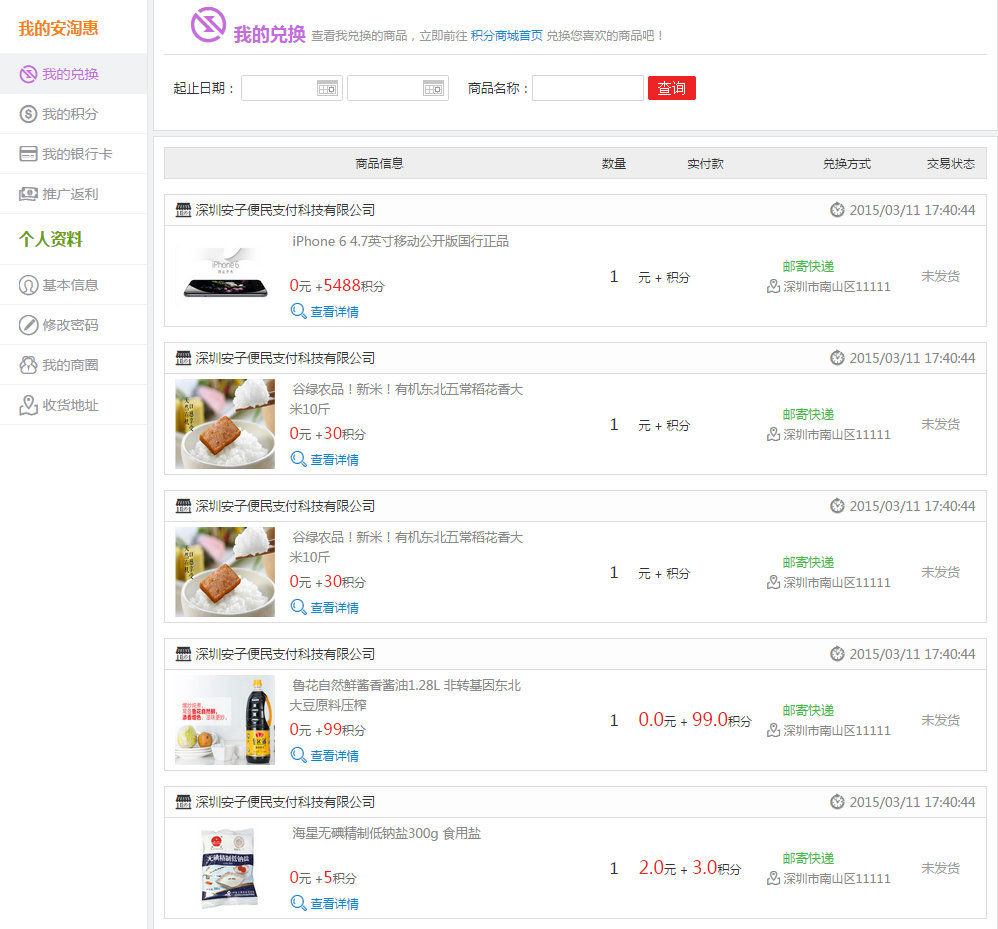 我的安淘惠
我的兑换
我的积分
我的银行卡
推广返利
个人资料
基本信息
修改密码
我的商圈
收货地址
我的兑换 查看我兑换的商品，立即前往 积分商城首页 兑换您喜欢的商品吧！
起止日期： 商品名称： 查询
商品信息 数量 实付款 兑换方式 交易状态
深圳安子便民支付科技有限公司 2015/03/11 17:40:44
iPhone 6 4.7英寸移动公开版国行正品
iPhone 6
0元 +5488积分
查看详情
1 元 + 积分
邮寄快递
深圳市南山区11111
未发货
深圳安子便民支付科技有限公司 2015/03/11 17:40:44
谷绿农品！新米！有机东北五常稻花香大
米10斤
0元 +30积分
查看详情
1 元 + 积分
邮寄快递
深圳市南山区11111
未发货
深圳安子便民支付科技有限公司 2015/03/11 17:40:44
谷绿农品！新米！有机东北五常稻花香大
米10斤
0元 +30积分
查看详情
1 元 + 积分
邮寄快递
深圳市南山区11111
未发货
深圳安子便民支付科技有限公司 2015/03/11 17:40:44
鲁花自然鲜酱香酱油1.28L 非转基因东北
大豆原料压榨
0元 +99积分
查看详情
1 0.0元 + 99.0积分
邮寄快递
深圳市南山区11111
未发货
深圳安子便民支付科技有限公司 2015/03/11 17:40:44
海星无碘精制低钠盐300g 食用盐
无碘精制低钠盐
0元 +5积分
查看详情
1 2.0元 + 3.0积分
邮寄快递
深圳市南山区11111
未发货